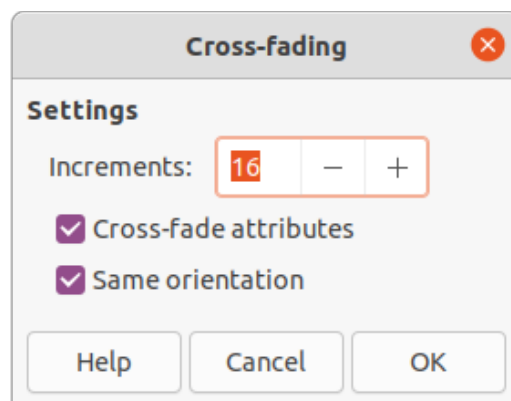 Cross-fading
Settings
Increments: 16
Cross-fade attributes
Same orientation
Help Cancel OK